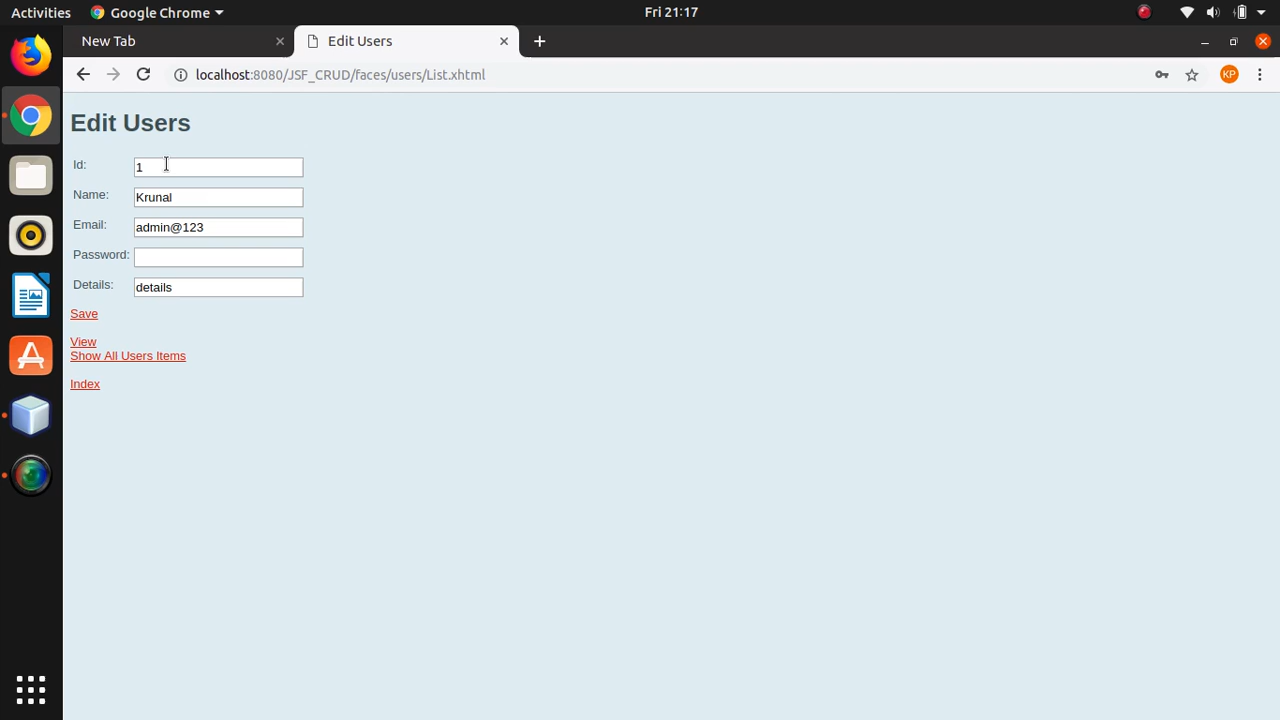 Activities Google Chrome Fri 21:17
New Tab Edit Users
localhost:8080/JSF_CRUD/faces/users/List.xhtml KP
Edit Users
Id: 1
Name: Krunal
Email: admin@123
Password:
Details: details
Save
View
Show All Users Items
Index